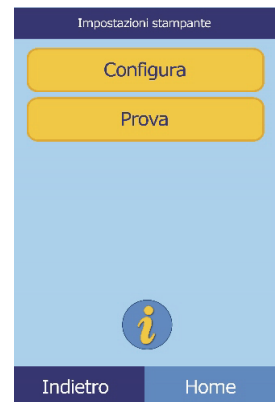 Impostazioni stampante
Configura
Prova
i
Indietro Home